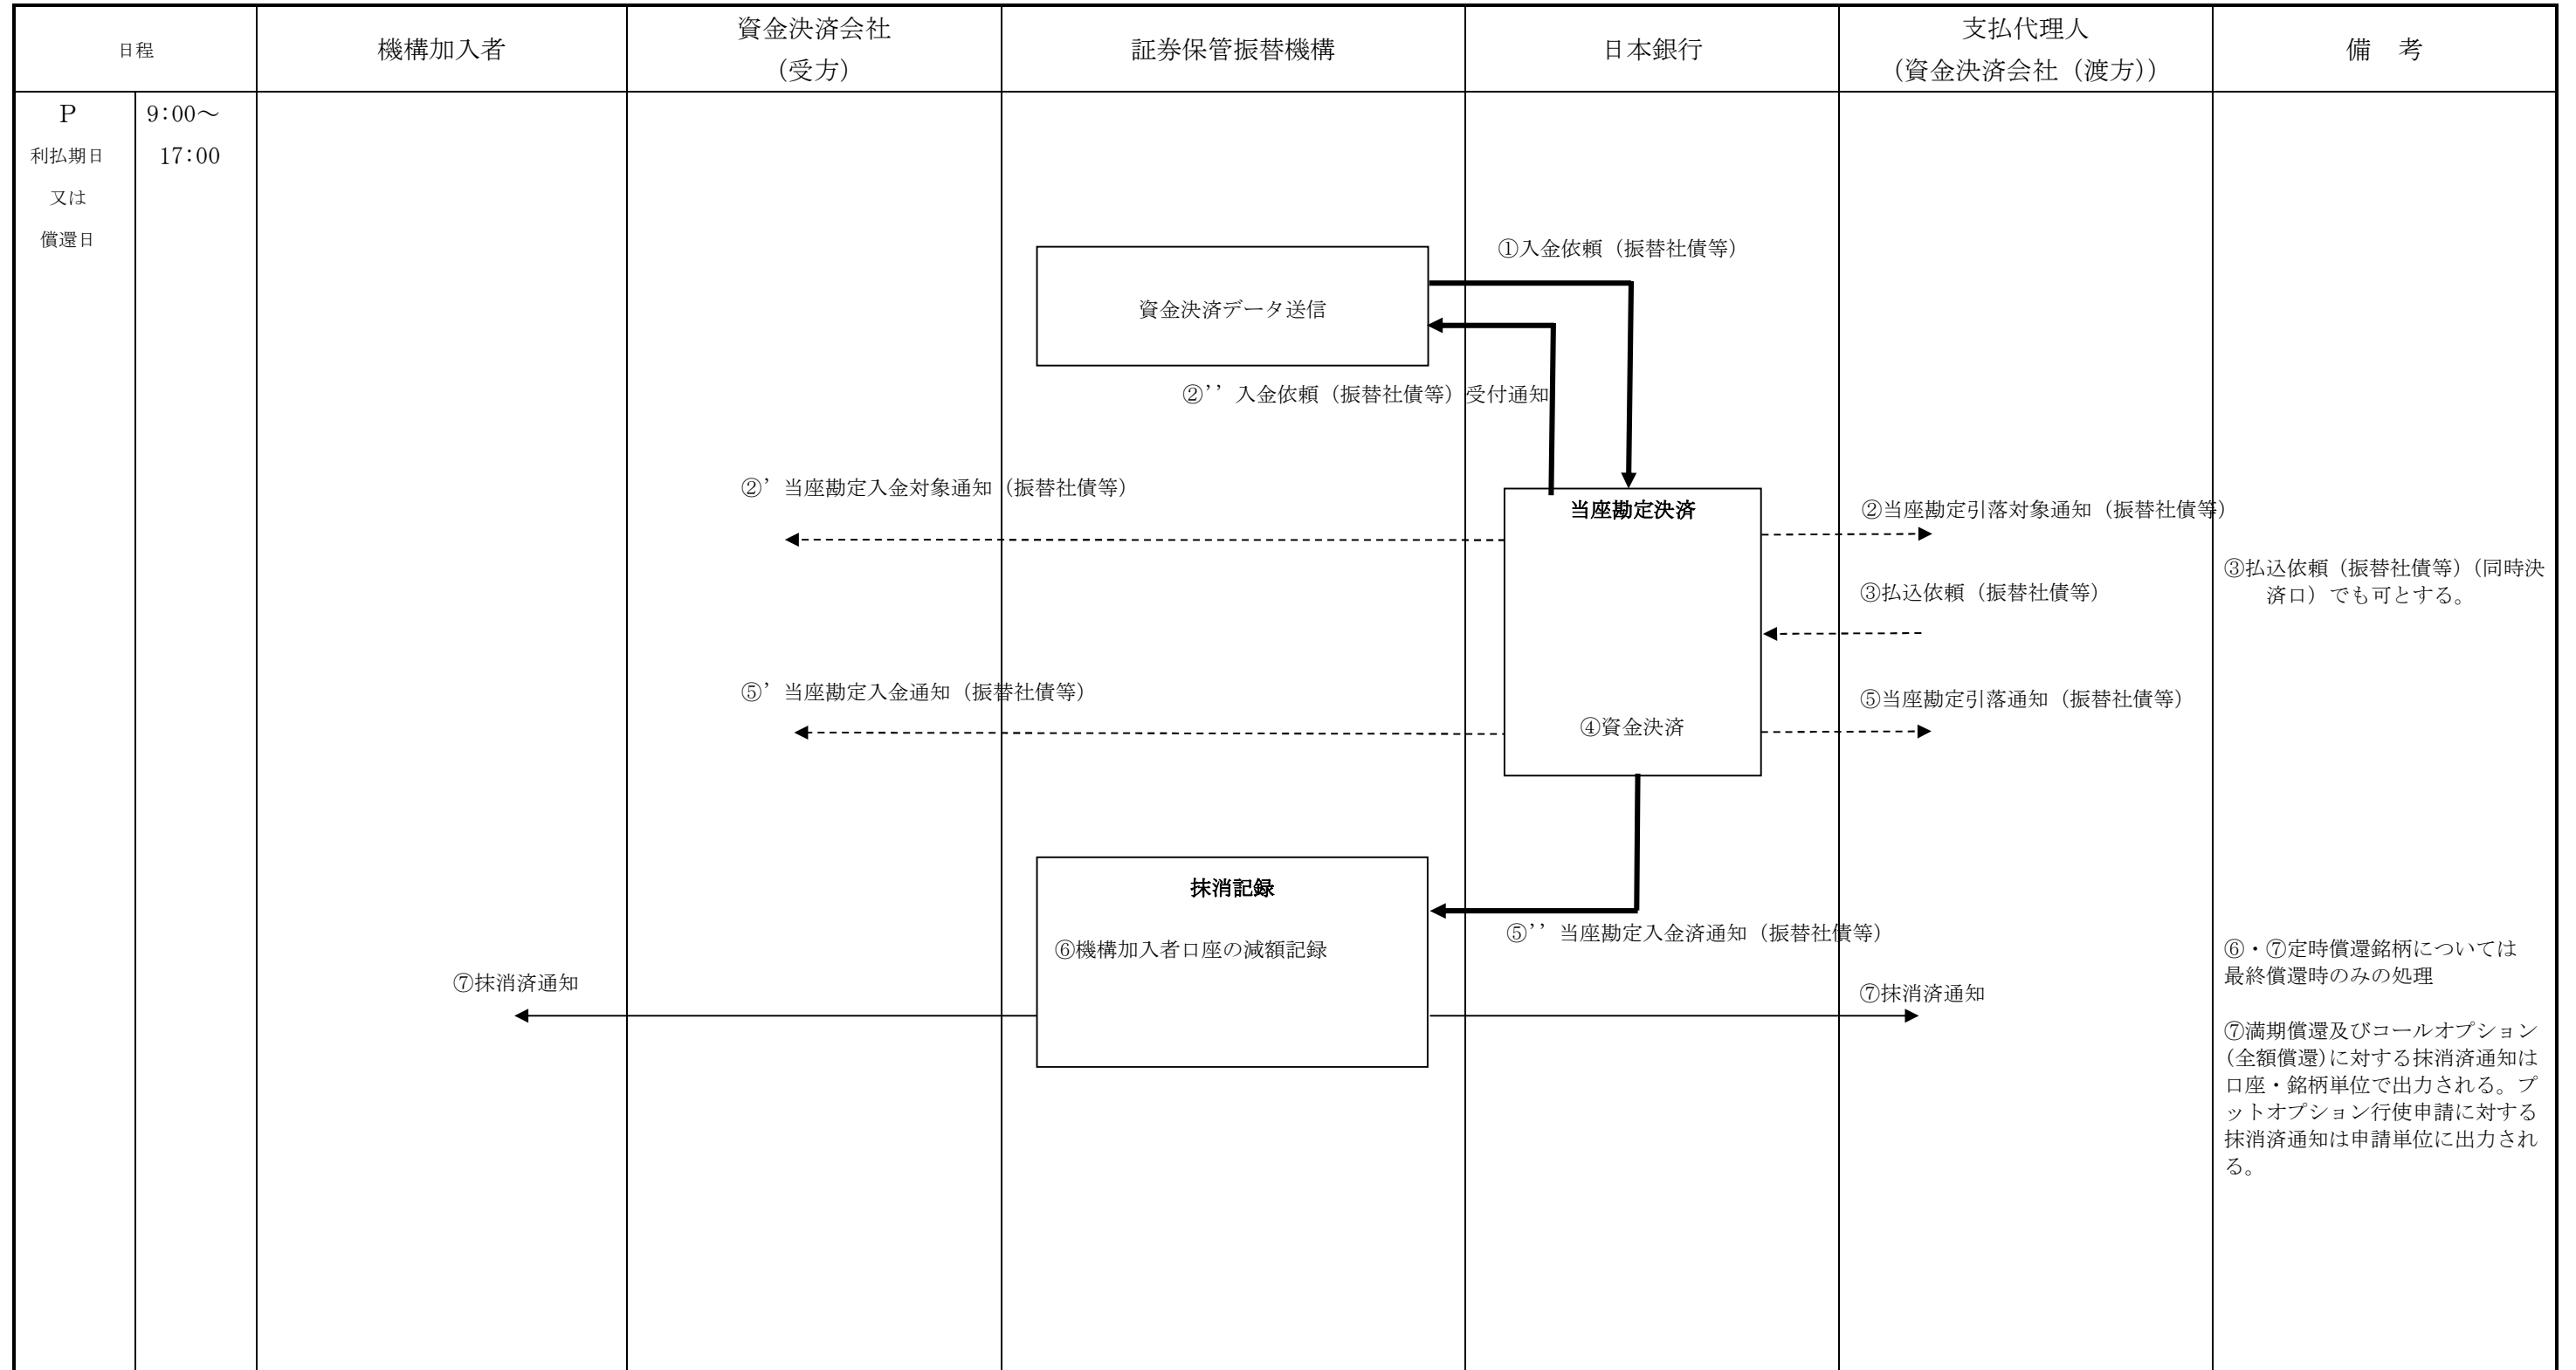 日程
機構加入者
資金決済会社
（受方）
証券保管振替機構
日本銀行
支払代理人
（資金決済会社（渡方））
備　考
Ｐ
利払期日
又は
償還日
9:00～
17:00
①入金依頼（振替社債等）
資金決済データ送信
②’’ 入金依頼（振替社債等）受付通知
②’ 当座勘定入金対象通知（振替社債等）
当座勘定決済
②当座勘定引落対象通知（振替社債等）
③払込依頼（振替社債等）（同時決
済口）でも可とする。
③払込依頼（振替社債等）
⑤’ 当座勘定入金通知（振替社債等）
⑤当座勘定引落通知（振替社債等）
④資金決済
抹消記録
⑤’’ 当座勘定入金済通知（振替社債等）
⑥機構加入者口座の減額記録
⑦抹消済通知
⑦抹消済通知
⑥・⑦定時償還銘柄については
最終償還時のみの処理
⑦満期償還及びコールオプション
(全額償還)に対する抹消済通知は
口座・銘柄単位で出力される。プ
ットオプション行使申請に対する
抹消済通知は申請単位に出力され
る。